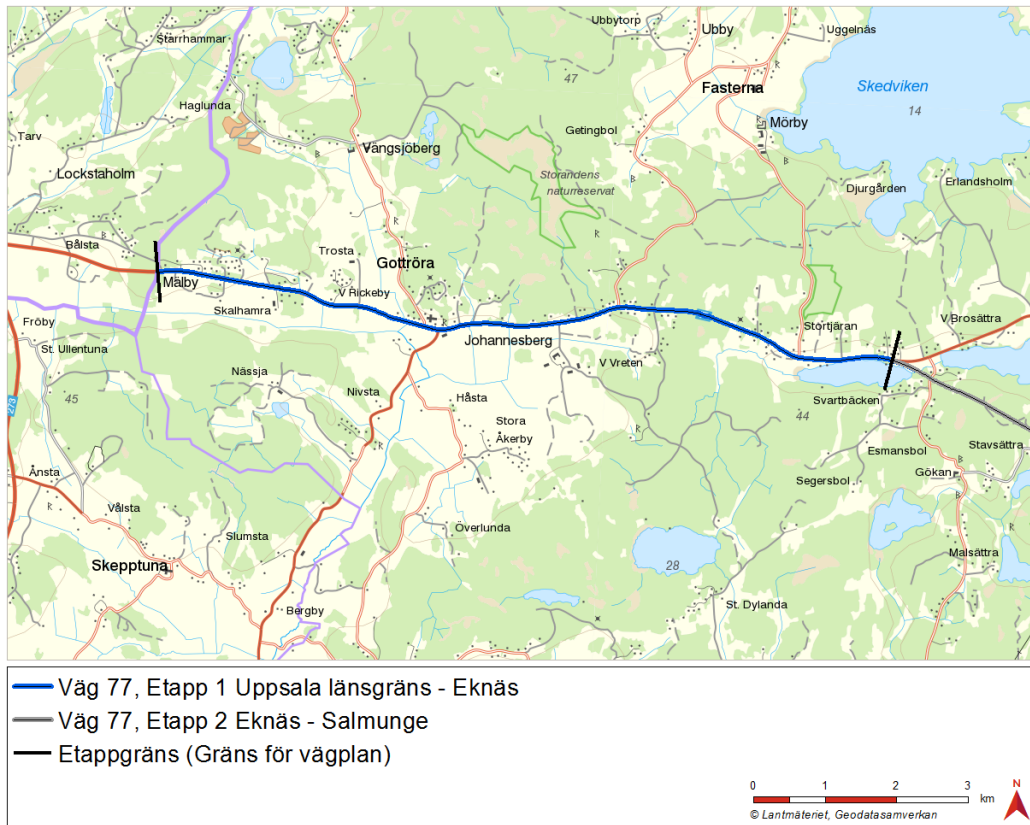 Starrhammar
Ubbytorp
Ubby
Uggelnäs
47
Fasterna
Skedviken
14
Haglunda
Tarv
Vängsjöberg
Getingbol
Mörby
Lockstaholm
Storandens
naturreservat
Djurgården
Erlandsholm
Bålsta
Trosta
Gottröra
Mälby
V Rickeby
Skalhamra
Johannesberg
Fröby
St. Ullentuna
Stortjäran
V Brosättra
V Vreten
Nässja
45
Nivsta
Håsta
Svartbäcken
273
44
Stora
Åkerby
Esmansbol
Stavsättra
Ånsta
Segersbol
Gökan
Vålsta
Slumsta
Överlunda
Malsättra
Skepptuna
28
Bergby
St. Dylanda
Väg 77, Etapp 1 Uppsala länsgräns - Eknäs
Väg 77, Etapp 2 Eknäs - Salmunge
Etappgräns (Gräns för vägplan)
0 1 2 3
km
N
© Lantmäteriet, Geodatasamverkan